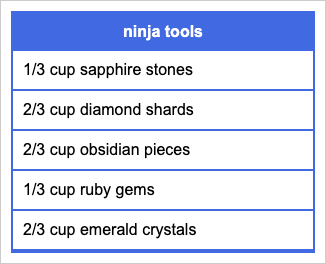 ninja tools
1/3 cup sapphire stones
2/3 cup diamond shards
2/3 cup obsidian pieces
1/3 cup ruby gems
2/3 cup emerald crystals